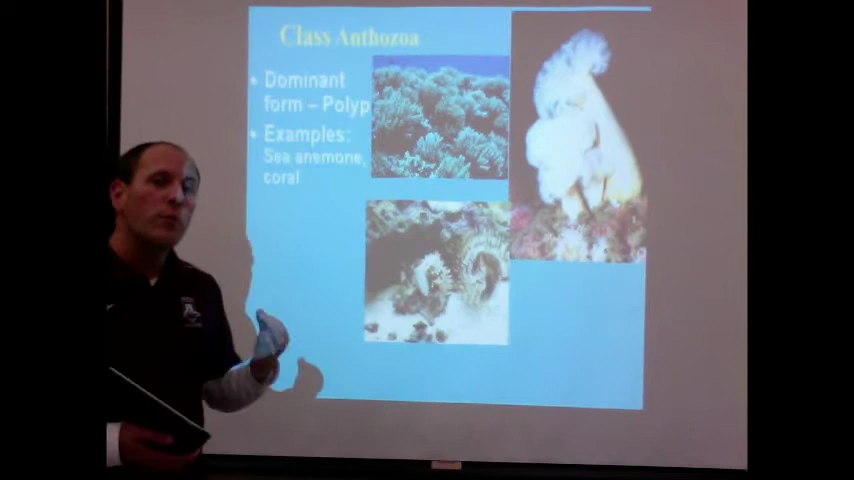 Class Anthozoa
• Dominant
form – Polyp
• Examples:
Sea anemone,
coral